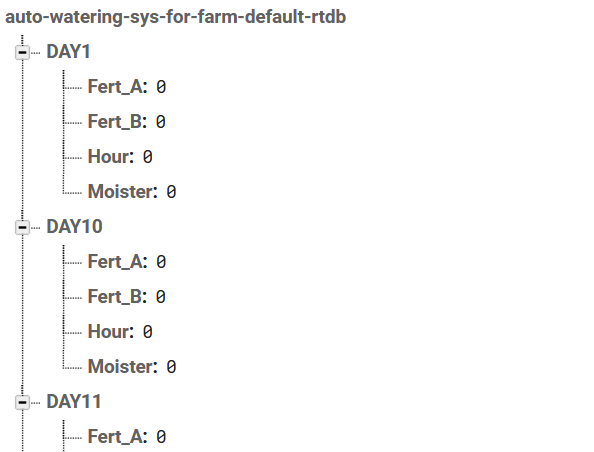 auto-watering-sys-for-farm-default-rtdb
DAY1
Fert_A: 0
Fert_B: 0
Hour: 0
Moister: 0
DAY10
Fert_A: 0
Fert_B: 0
Hour: 0
Moister: 0
DAY11
Fert_A: 0